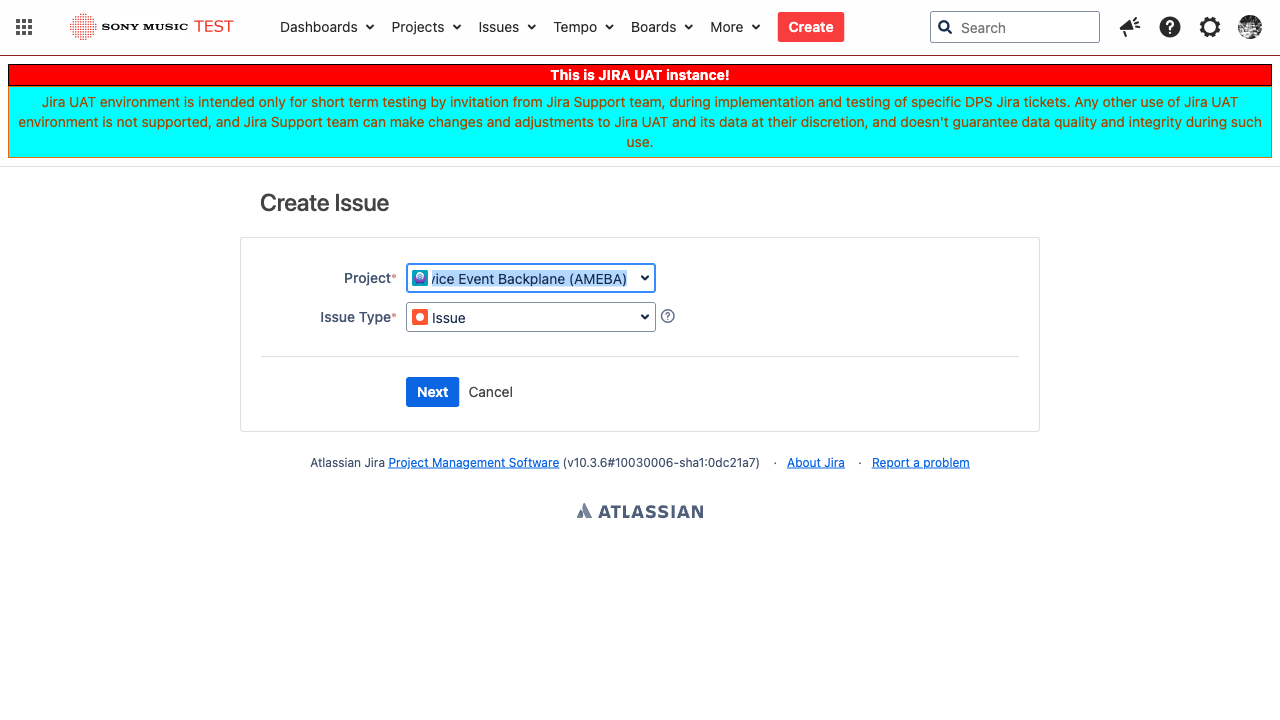 SONY MUSIC TEST
Dashboards Projects Issues Tempo Boards More Create Search
This is JIRA UAT instance!
Jira UAT environment is intended only for short term testing by invitation from Jira Support team, during implementation and testing of specific DPS Jira tickets. Any other use of Jira UAT
environment is not supported, and Jira Support team can make changes and adjustments to Jira UAT and its data at their discretion, and doesn't guarantee data quality and integrity during such
use.
Create Issue
Project* vice Event Backplane (AMEBA)
Issue Type* Issue
Next Cancel
Atlassian Jira Project Management Software (v10.3.6#10030006-sha1:0dc21a7) · About Jira · Report a problem
ATLASSIAN